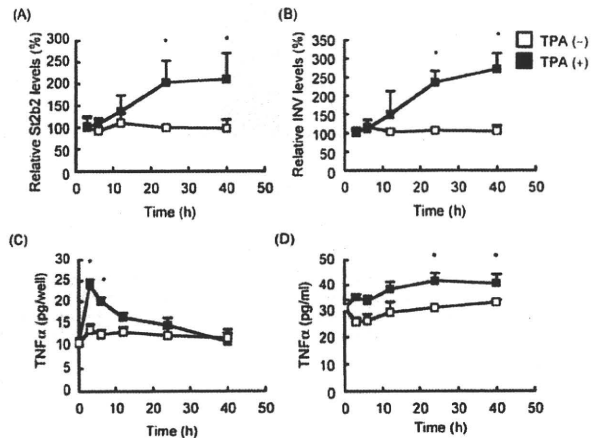 (A)
Relative St2b2 levels (%)
300
250
200
150
100
50
0
0 10 20 30 40 50
Time (h)
(B)
Relative INV levels (%)
350
300
250
200
150
100
50
0
0 10 20 30 40 50
Time (h)
TPA (−)
TPA (+)
(C)
TNFα (pg/well)
30
25
20
15
10
5
0
0 10 20 30 40 50
Time (h)
(D)
TNFα (pg/ml)
60
50
40
30
20
10
0
0 10 20 30 40 50
Time (h)